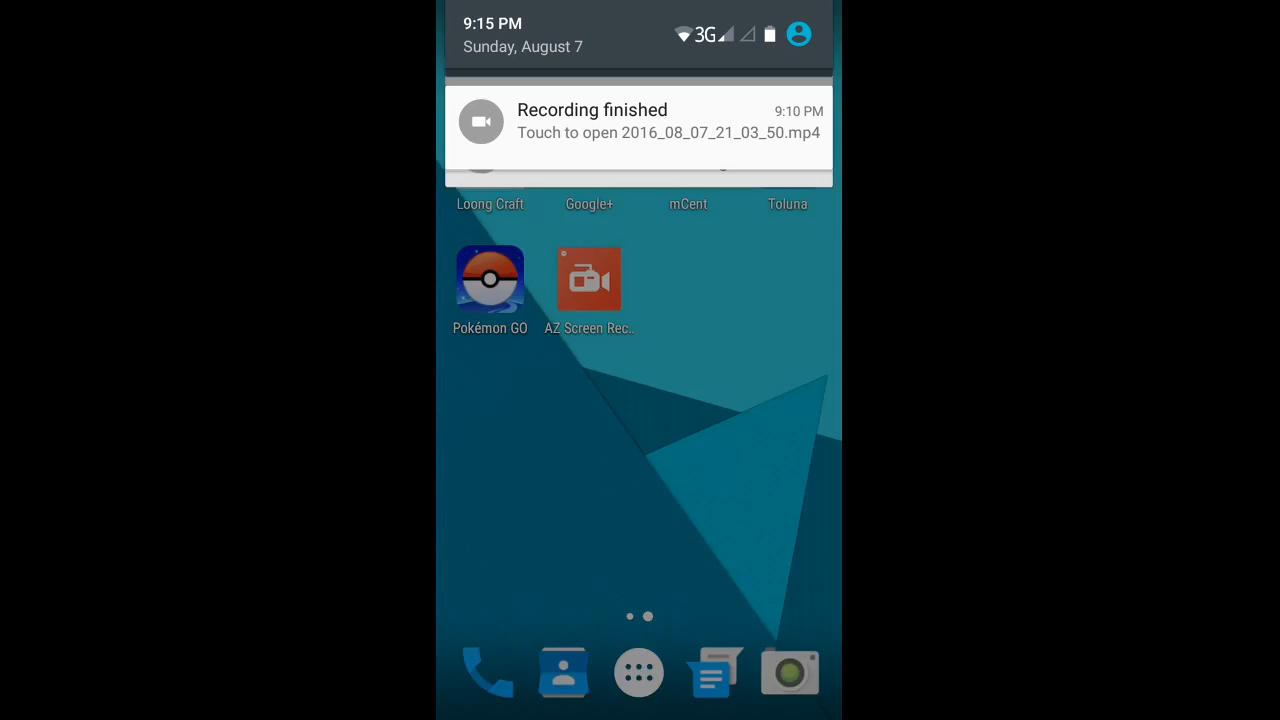 9:15 PM
3G
Sunday, August 7
Recording finished
9:10 PM
Touch to open 2016_08_07_21_03_50.mp4
Loong Craft
Google+
mCent
Toluna
Pokémon GO
AZ Screen Rec..